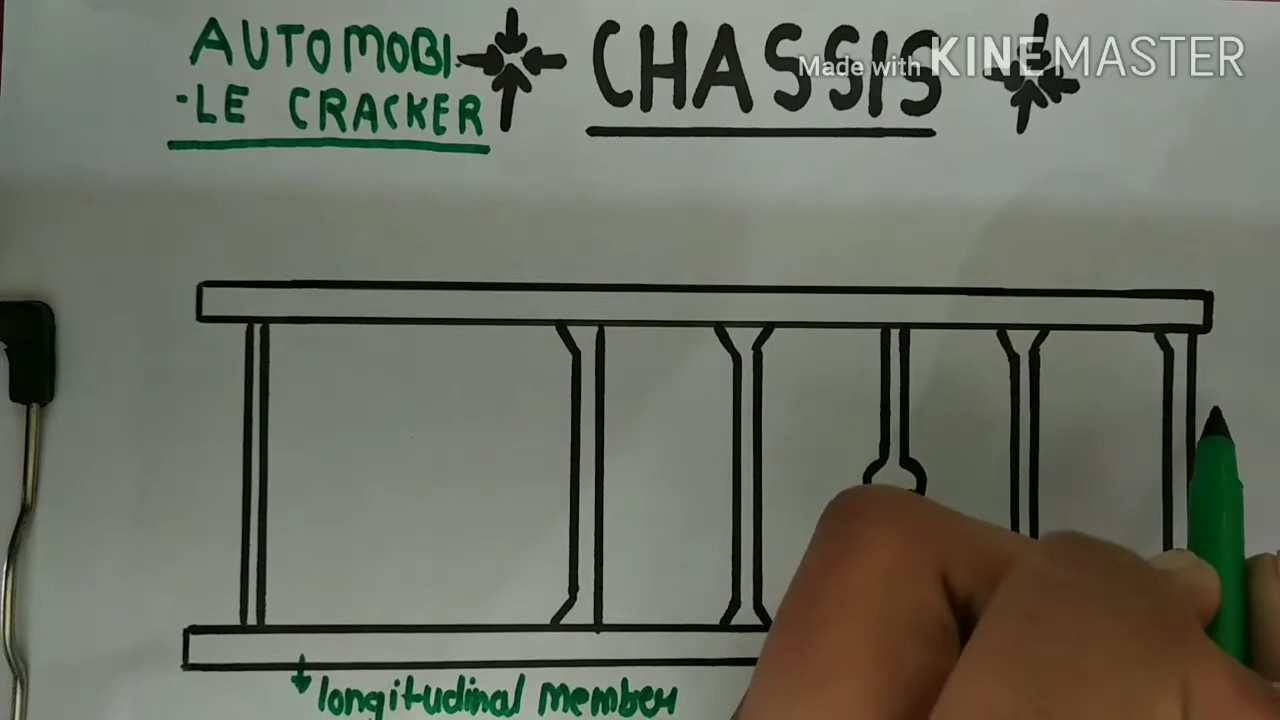 AUTOMOBI
-LE CRACKER
CHASSIS
Made with KINEMASTER
longitudinal member